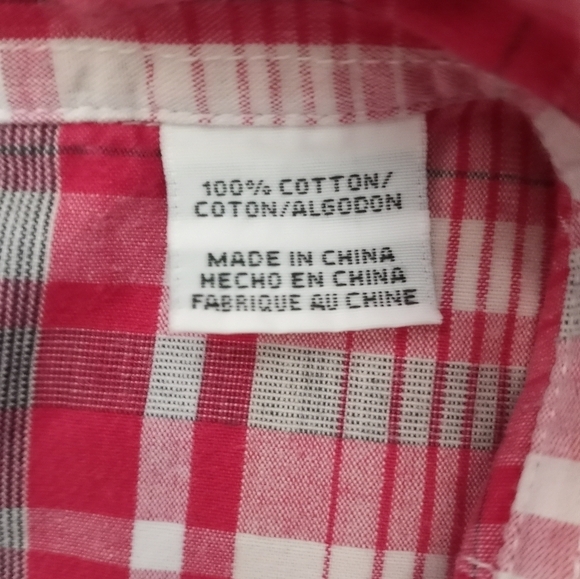 100% COTTON/
COTON/ALGODON
MADE IN CHINA
HECHO EN CHINA
FABRIQUE AU CHINE